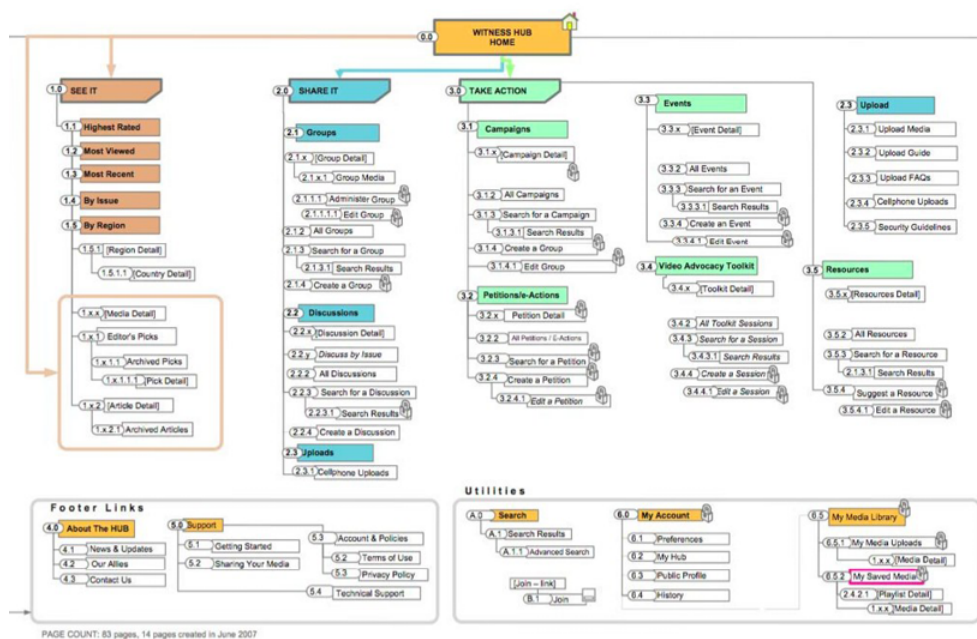 0.0 WITNESS HUB
HOME
1.0 SEE IT
1.1 Highest Rated
1.2 Most Viewed
1.3 Most Recent
1.4 By Issue
1.5 By Region
1.5.1 [Region Detail]
1.5.1.1 [Country Detail]
1.x.x [Media Detail]
1.x.1 Editor's Picks
1.x.1.1 Archived Picks
1.x.1.1.1 [Pick Detail]
1.x.2 [Article Detail]
1.x.2.1 Archived Articles
2.0 SHARE IT
2.1 Groups
2.1.x [Group Detail]
2.1.x.1 Group Media
2.1.1.1 Administer Group
2.1.1.1.1 Edit Group
2.1.2 All Groups
2.1.3 Search for a Group
2.1.3.1 Search Results
2.1.4 Create a Group
2.2 Discussions
2.2.x [Discussion Detail]
2.2.y Discuss by Issue
2.2.2 All Discussions
2.2.3 Search for a Discussion
2.2.3.1 Search Results
2.2.4 Create a Discussion
2.3 Uploads
2.3.1 Cellphone Uploads
3.0 TAKE ACTION
3.1 Campaigns
3.1.x [Campaign Detail]
3.1.2 All Campaigns
3.1.3 Search for a Campaign
3.1.3.1 Search Results
3.1.4 Create a Group
3.1.4.1 Edit Group
3.2 Petitions/e-Actions
3.2.x Petition Detail
3.2.2 All Petitions / E-Actions
3.2.3 Search for a Petition
3.2.4 Create a Petition
3.2.4.1 Edit a Petition
3.3 Events
3.3.x [Event Detail]
3.3.2 All Events
3.3.3 Search for an Event
3.3.3.1 Search Results
3.3.4 Create an Event
3.3.4.1 Edit Event
3.4 Video Advocacy Toolkit
3.4.x [Toolkit Detail]
3.4.2 All Toolkit Sessions
3.4.3 Search for a Session
3.4.3.1 Search Results
3.4.4 Create a Session
3.4.4.1 Edit a Session
2.3 Upload
2.3.1 Upload Media
2.3.2 Upload Guide
2.3.3 Upload FAQs
2.3.4 Cellphone Uploads
2.3.5 Security Guidelines
3.5 Resources
3.5.x [Resources Detail]
3.5.2 All Resources
3.5.3 Search for a Resource
2.1.3.1 Search Results
3.5.4 Suggest a Resource
3.5.4.1 Edit a Resource
Footer Links
4.0 About The HUB
4.1 News & Updates
4.2 Our Allies
4.3 Contact Us
5.0 Support
5.1 Getting Started
5.2 Sharing Your Media
5.3 Account & Policies
5.2 Terms of Use
5.3 Privacy Policy
5.4 Technical Support
Utilities
A.0 Search
A.1 Search Results
A.1.1 Advanced Search
[Join – link]
B.1 Join
6.0 My Account
6.1 Preferences
6.2 My Hub
6.3 Public Profile
6.4 History
6.5 My Media Library
6.5.1 My Media Uploads
1.x.x [Media Detail]
6.5.2 My Saved Media
2.4.2.1 [Playlist Detail]
1.x.x [Media Detail]
PAGE COUNT: 83 pages, 14 pages created in June 2007